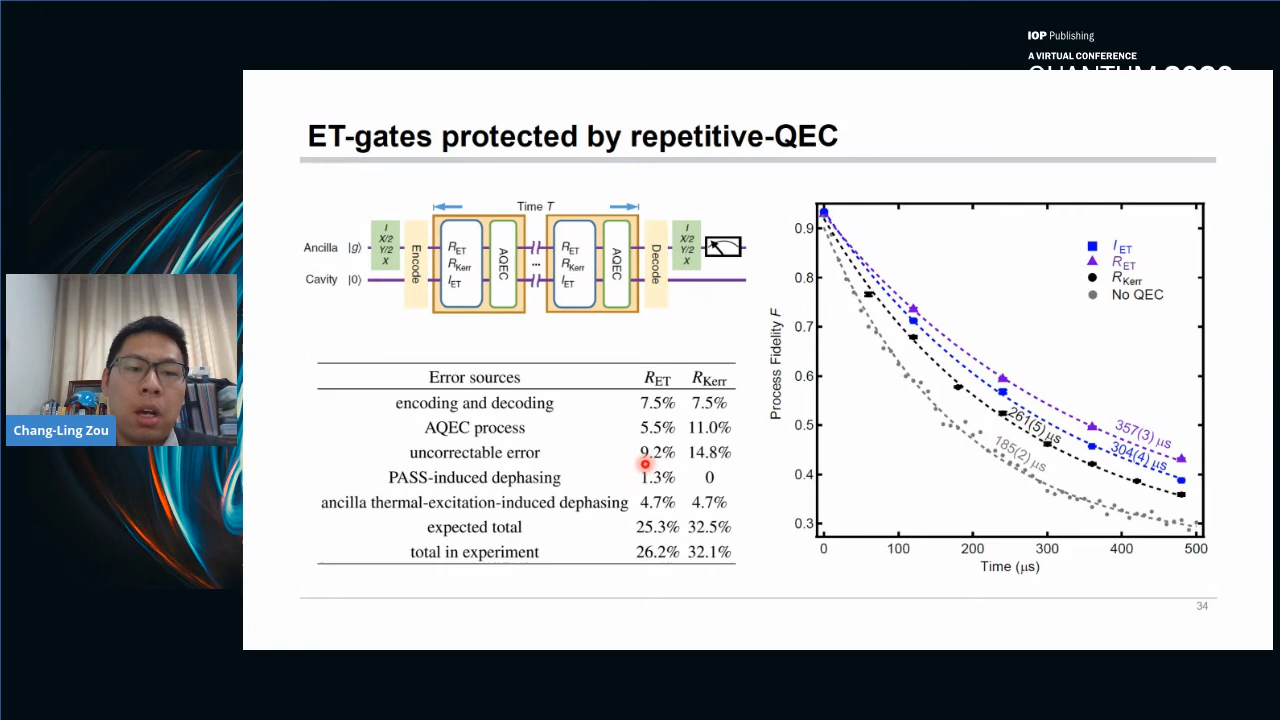 IOP Publishing
A VIRTUAL CONFERENCE
ET-gates protected by repetitive-QEC
Time T
Ancilla |g⟩
Cavity |0⟩
I
X/2
Y/2
X
Encode
R_ET
R_Kerr
I_ET
AQEC
...
R_ET
R_Kerr
I_ET
AQEC
Decode
I
X/2
Y/2
X
Error sources R_ET R_Kerr
encoding and decoding 7.5% 7.5%
AQEC process 5.5% 11.0%
uncorrectable error 9.2% 14.8%
PASS-induced dephasing 1.3% 0
ancilla thermal-excitation-induced dephasing 4.7% 4.7%
expected total 25.3% 32.5%
total in experiment 26.2% 32.1%
Process Fidelity F
0.9
0.8
0.7
0.6
0.5
0.4
0.3
I_ET
R_ET
R_Kerr
No QEC
357(3) μs
304(4) μs
261(5) μs
185(2) μs
0 100 200 300 400 500
Time (μs)
34
Chang-Ling Zou